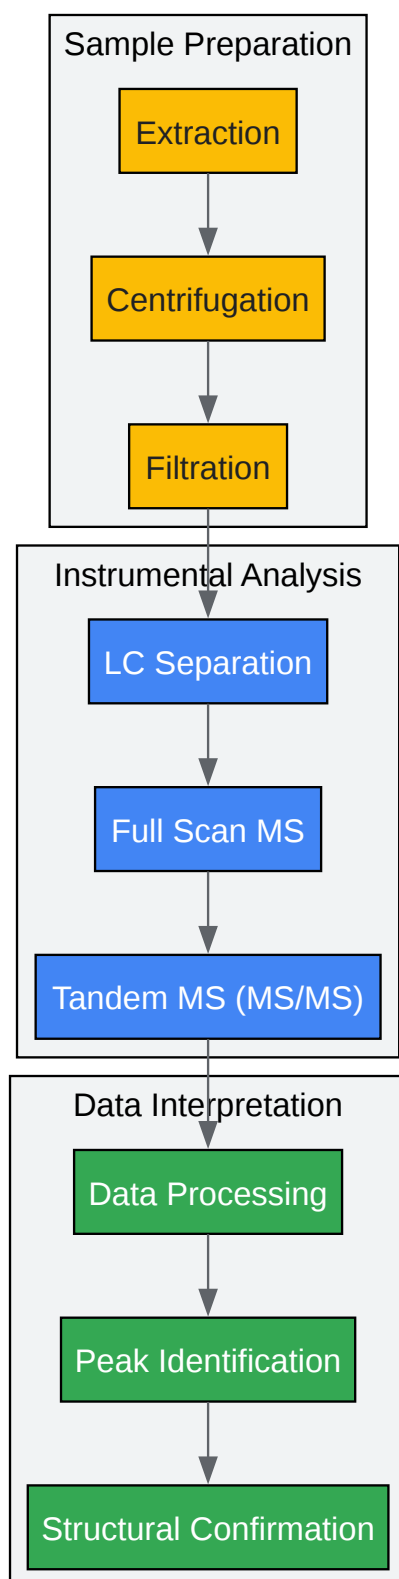 Sample Preparation
Extraction
Centrifugation
Filtration
Instrumental Analysis
LC Separation
Full Scan MS
Tandem MS (MS/MS)
Data Interpretation
Data Processing
Peak Identification
Structural Confirmation